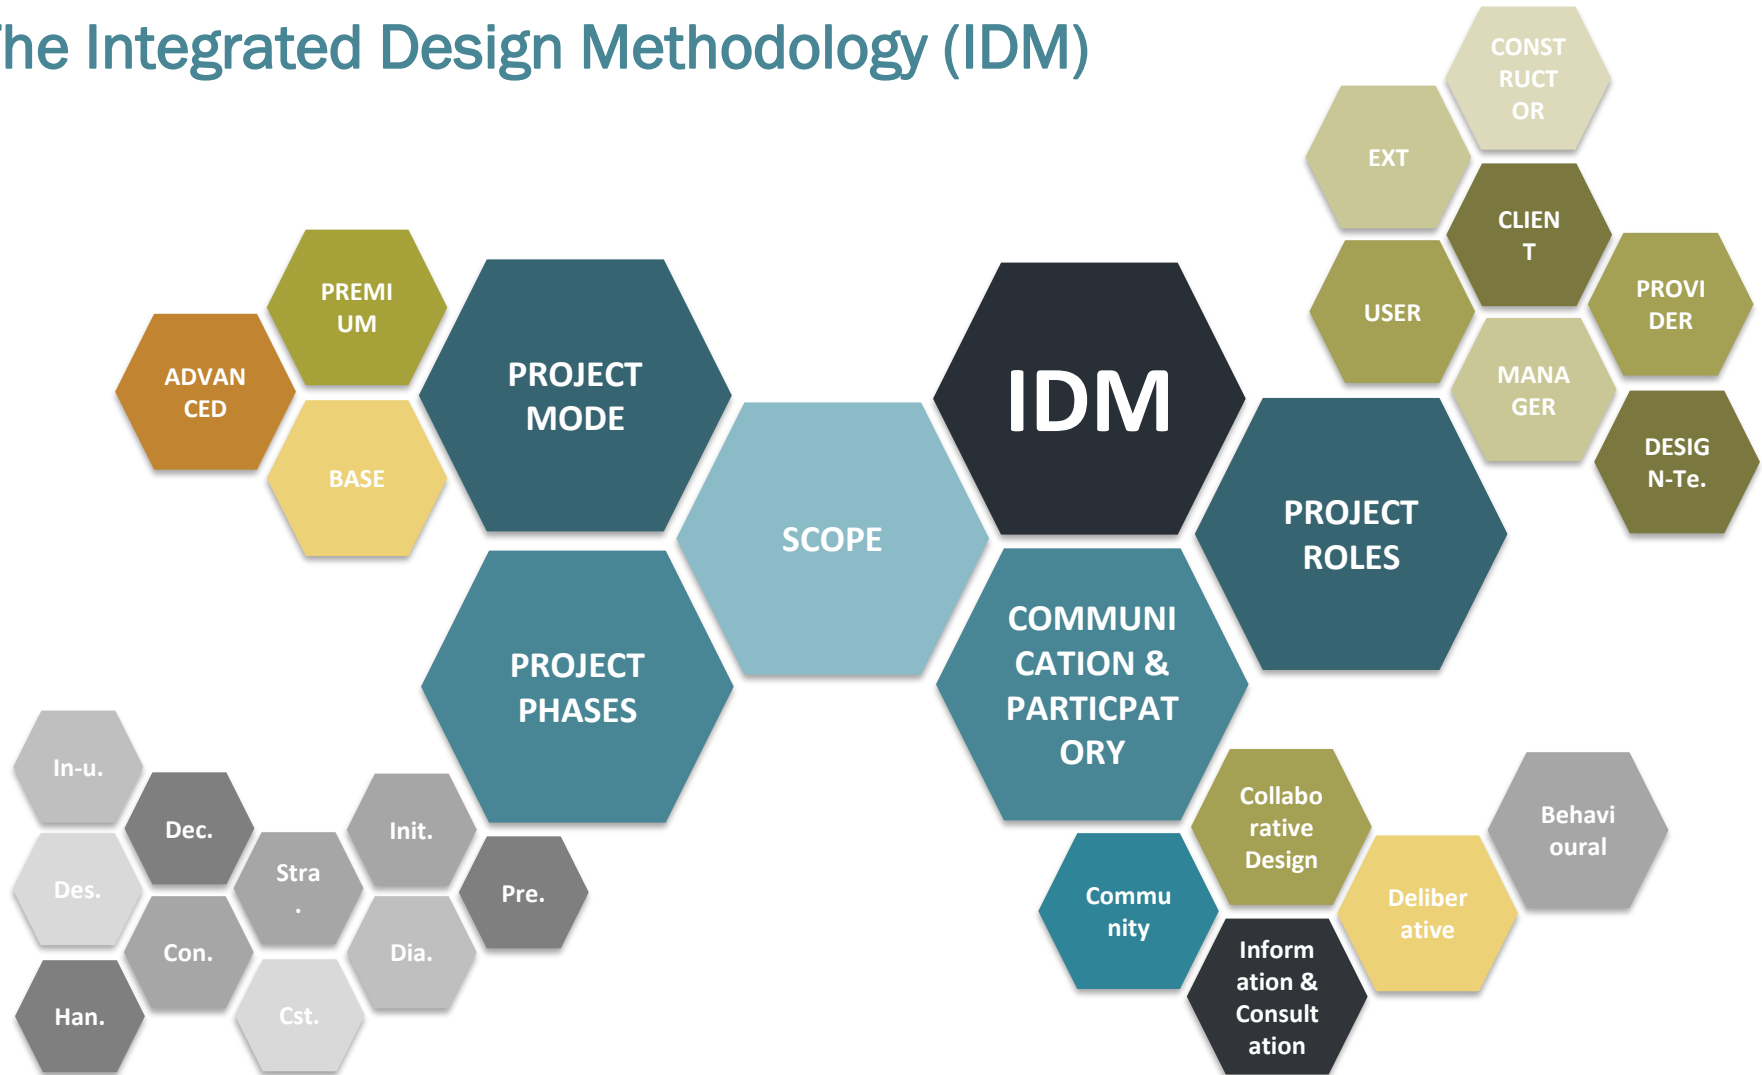 he Integrated Design Methodology (IDM)
CONST
RUCT
OR
EXT
CLIEN
T
USER
PROVI
DER
MANA
GER
DESIG
N-Te.
PREMI
UM
ADVAN
CED
BASE
PROJECT
MODE
IDM
SCOPE
PROJECT
ROLES
PROJECT
PHASES
COMMUNI
CATION &
PARTICPAT
ORY
In-u.
Dec.
Init.
Stra
.
Des.
Pre.
Con.
Dia.
Han.
Cst.
Collabo
rative
Design
Behavi
oural
Commu
nity
Deliber
ative
Inform
ation &
Consult
ation